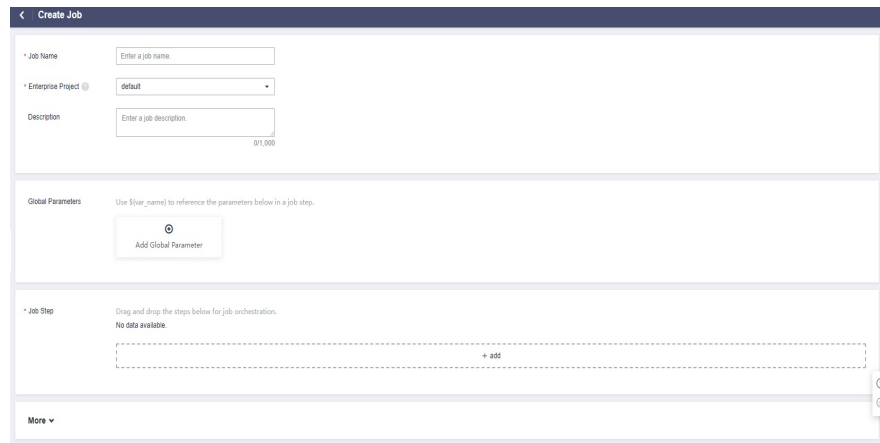 Create Job
* Job Name
Enter a job name.
* Enterprise Project
default
Description
Enter a job description.
0/1,000
Global Parameters
Use ${var_name} to reference the parameters below in a job step.
Add Global Parameter
* Job Step
Drag and drop the steps below for job orchestration.
No data available.
+ add
More